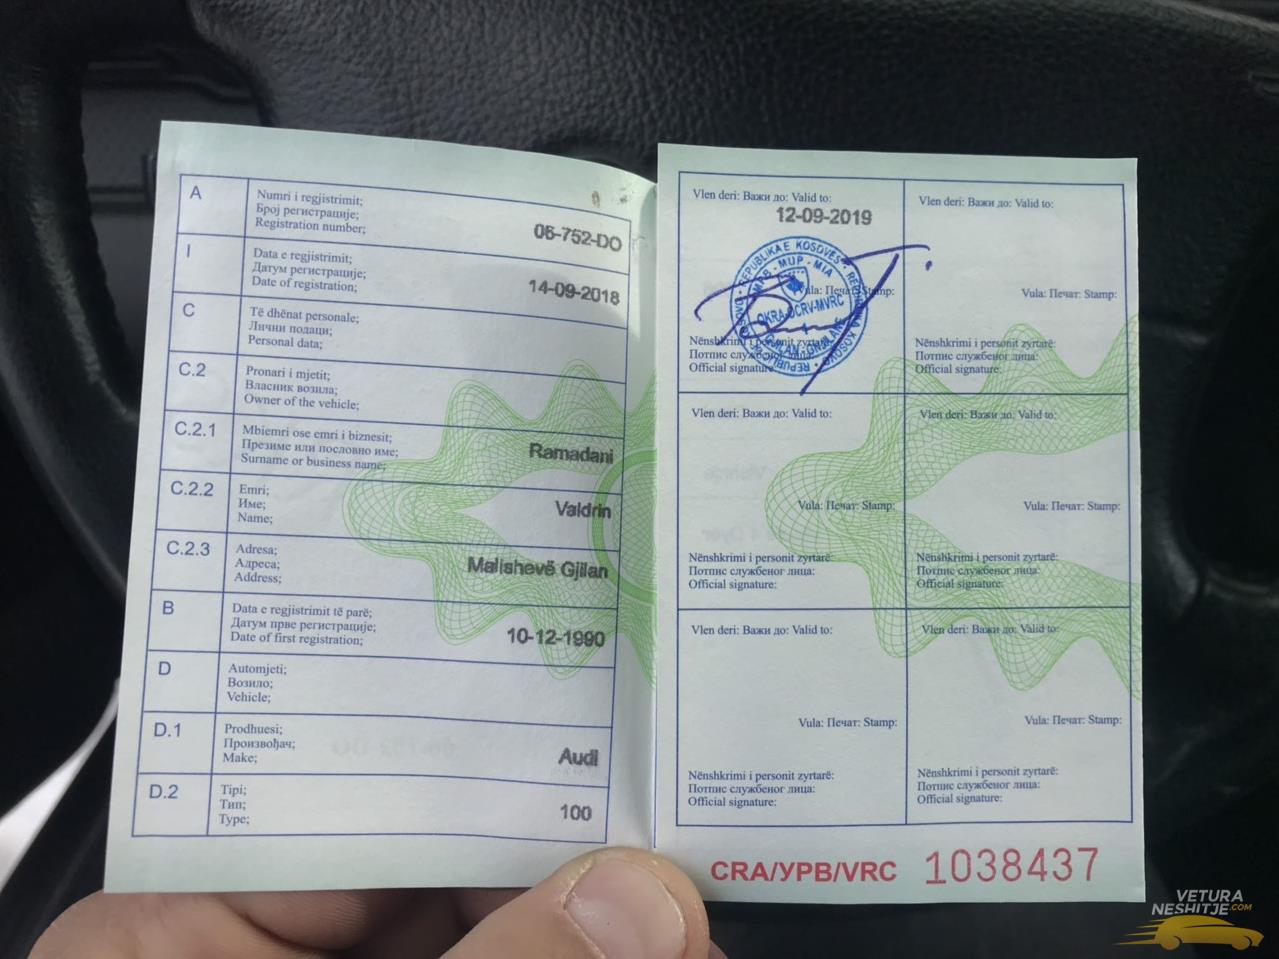 A
Numri i regjistrimit;
Број регистрације;
Registration number;
06-752-DO
I
Data e regjistrimit;
Датум регистрације;
Date of registration;
14-09-2018
C
Të dhënat personale;
Лични подаци;
Personal data;
C.2
Pronari i mjetit;
Власник возила;
Owner of the vehicle;
C.2.1
Mbiemri ose emri i biznesit;
Презиме или пословно име;
Surname or business name;
Ramadani
C.2.2
Emri;
Име;
Name;
Valdrin
C.2.3
Adresa;
Адреса;
Address;
Malishevë Gjilan
B
Data e regjistrimit të parë;
Датум прве регистрације;
Date of first registration;
10-12-1990
D
Automjeti;
Возило;
Vehicle;
D.1
Prodhuesi;
Произвођач;
Make;
Audi
D.2
Tipi;
Тип;
Type;
100
Vlen deri: Важи до: Valid to:
12-09-2019
REPUBLIKA E KOSOVËS
MPB - MUP - MIA
QKRA-OCRV-MVRC
GJILAN - GNJILANE
Vula: Печат: Stamp:
Nënshkrimi i personit zyrtarë:
Потпис службеног лица:
Official signature:
Vlen deri: Важи до: Valid to:
Vula: Печат: Stamp:
Nënshkrimi i personit zyrtarë:
Потпис службеног лица:
Official signature:
Vlen deri: Важи до: Valid to:
Vula: Печат: Stamp:
Nënshkrimi i personit zyrtarë:
Потпис службеног лица:
Official signature:
Vlen deri: Важи до: Valid to:
Vula: Печат: Stamp:
Nënshkrimi i personit zyrtarë:
Потпис службеног лица:
Official signature:
Vlen deri: Важи до: Valid to:
Vula: Печат: Stamp:
Nënshkrimi i personit zyrtarë:
Потпис службеног лица:
Official signature:
Vlen deri: Важи до: Valid to:
Vula: Печат: Stamp:
Nënshkrimi i personit zyrtarë:
Потпис службеног лица:
Official signature:
CRA/УРВ/VRC 1038437
VETURA
NESHITJE.COM